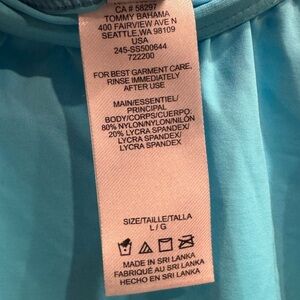 CA # 58297
TOMMY BAHAMA
400 FAIRVIEW AVE N
SEATTLE, WA 98109
USA
245-SS500644
722200
FOR BEST GARMENT CARE,
RINSE IMMEDIATELY
AFTER USE
MAIN/ESSENTIEL/
PRINCIPAL
BODY/CORPS/CUERPO:
80% NYLON/NYLON/NILÓN
20% LYCRA SPANDEX/
LYCRA SPANDEX/
LYCRA SPANDEX
SIZE/TAILLE/TALLA
L / G
MADE IN SRI LANKA
FABRIQUÉ AU SRI LANKA
HECHO EN SRI LANKA